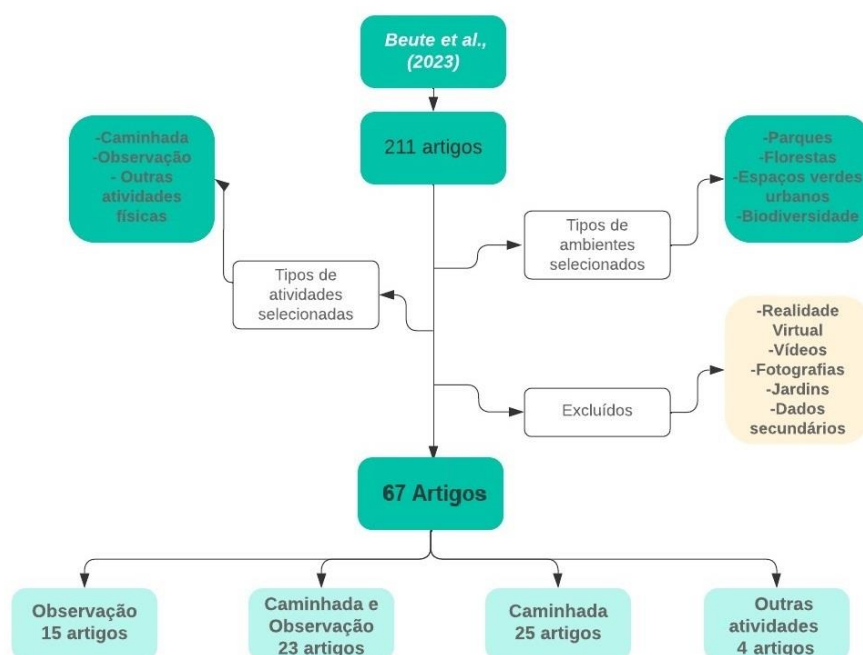 Beute et al.,
(2023)
211 artigos
-Caminhada
-Observação
- Outras
atividades
físicas
-Parques
-Florestas
-Espaços verdes
urbanos
-Biodiversidade
Tipos de
ambientes
selecionados
Tipos de
atividades
selecionadas
-Realidade
Virtual
-Vídeos
-Fotografias
-Jardins
-Dados
secundários
Excluídos
67 Artigos
Observação
15 artigos
Caminhada e
Observação
23 artigos
Caminhada
25 artigos
Outras
atividades
4 artigos